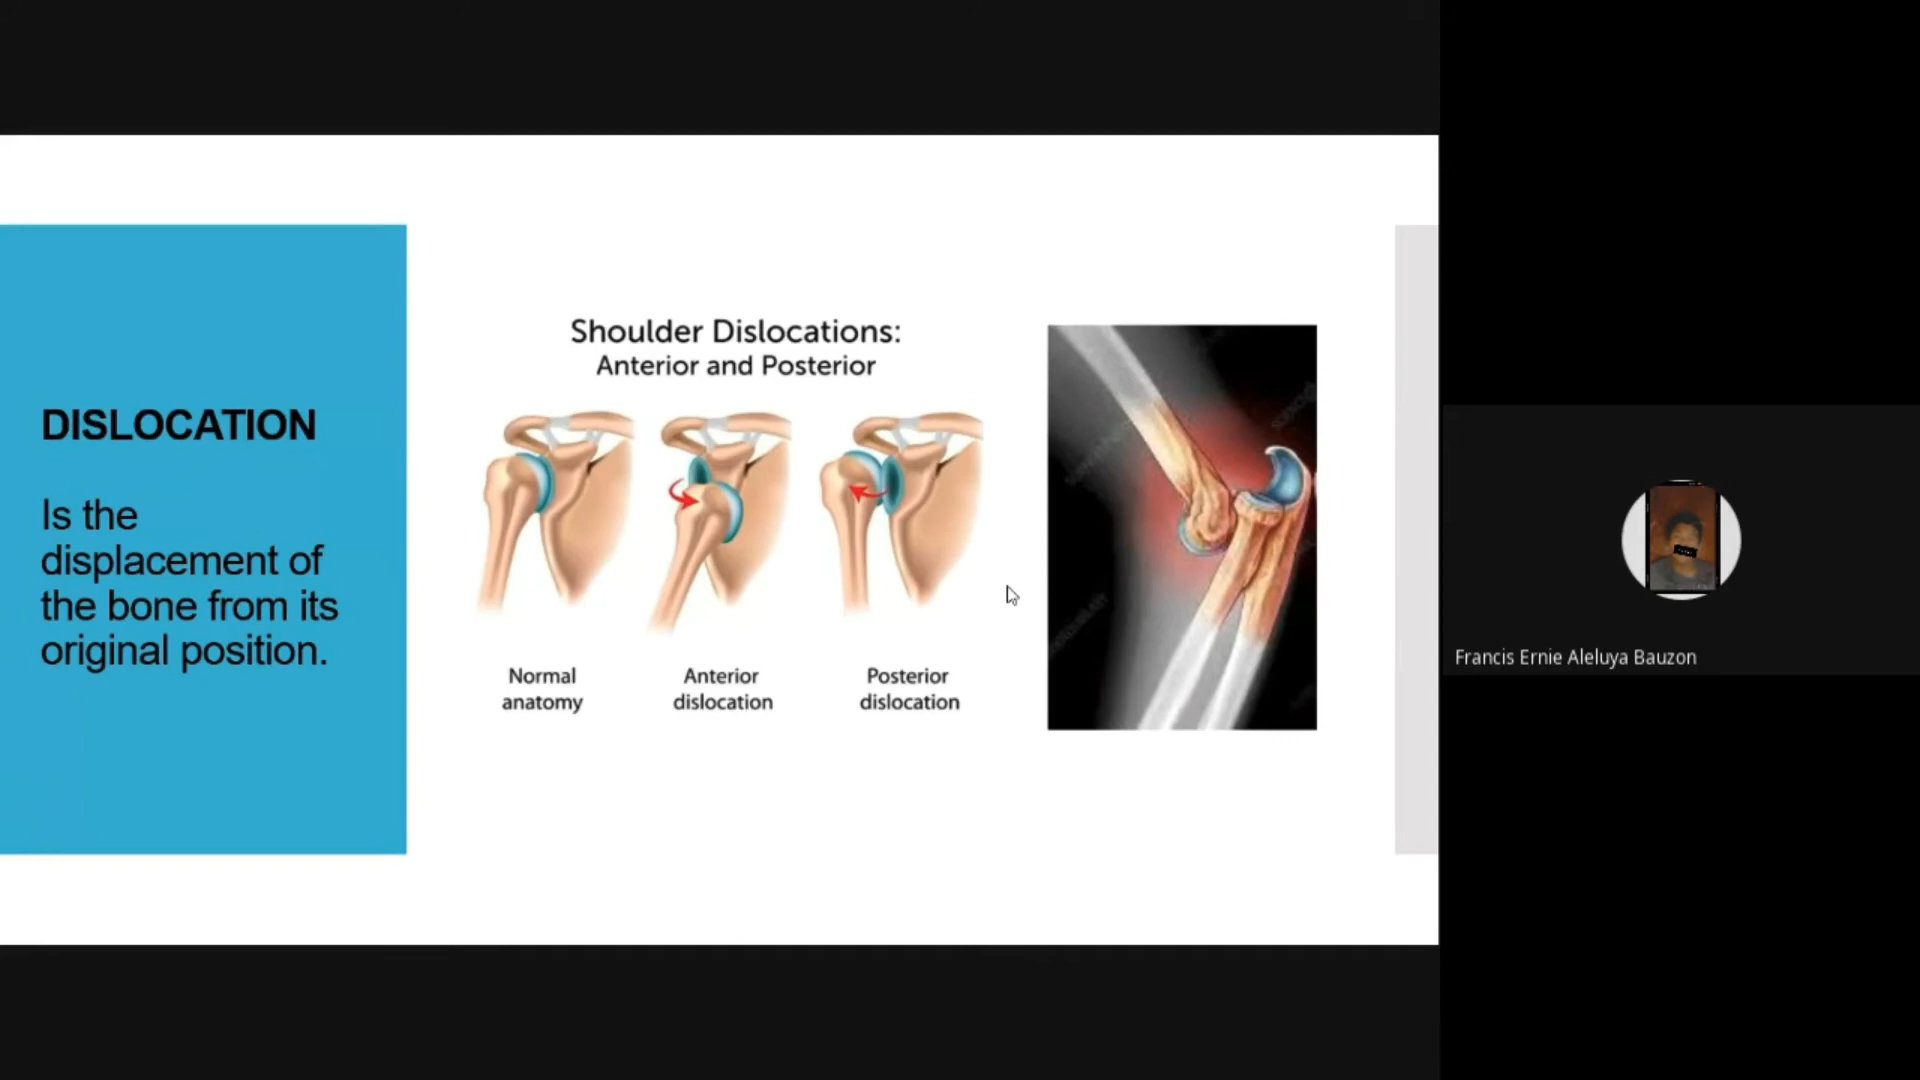 DISLOCATION
Is the
displacement of
the bone from its
original position.
Shoulder Dislocations:
Anterior and Posterior
Normal
anatomy
Anterior
dislocation
Posterior
dislocation
Francis Ernie Aleluya Bauzon